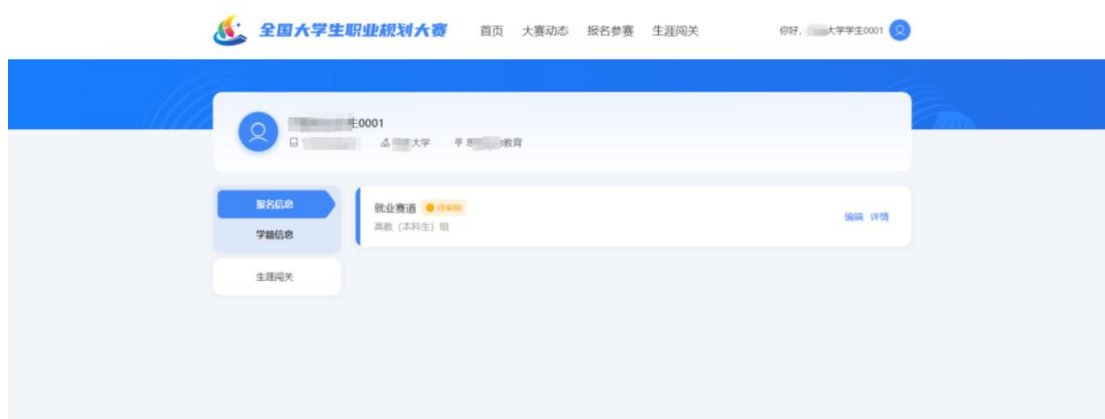 全国大学生职业规划大赛 首页 大赛动态 报名参赛 生涯闯关 你好, 大学学生0001
生0001
大学 教育
报名信息
就业赛道 待审核
高教（本科生）组
编辑 详情
学籍信息
生涯闯关